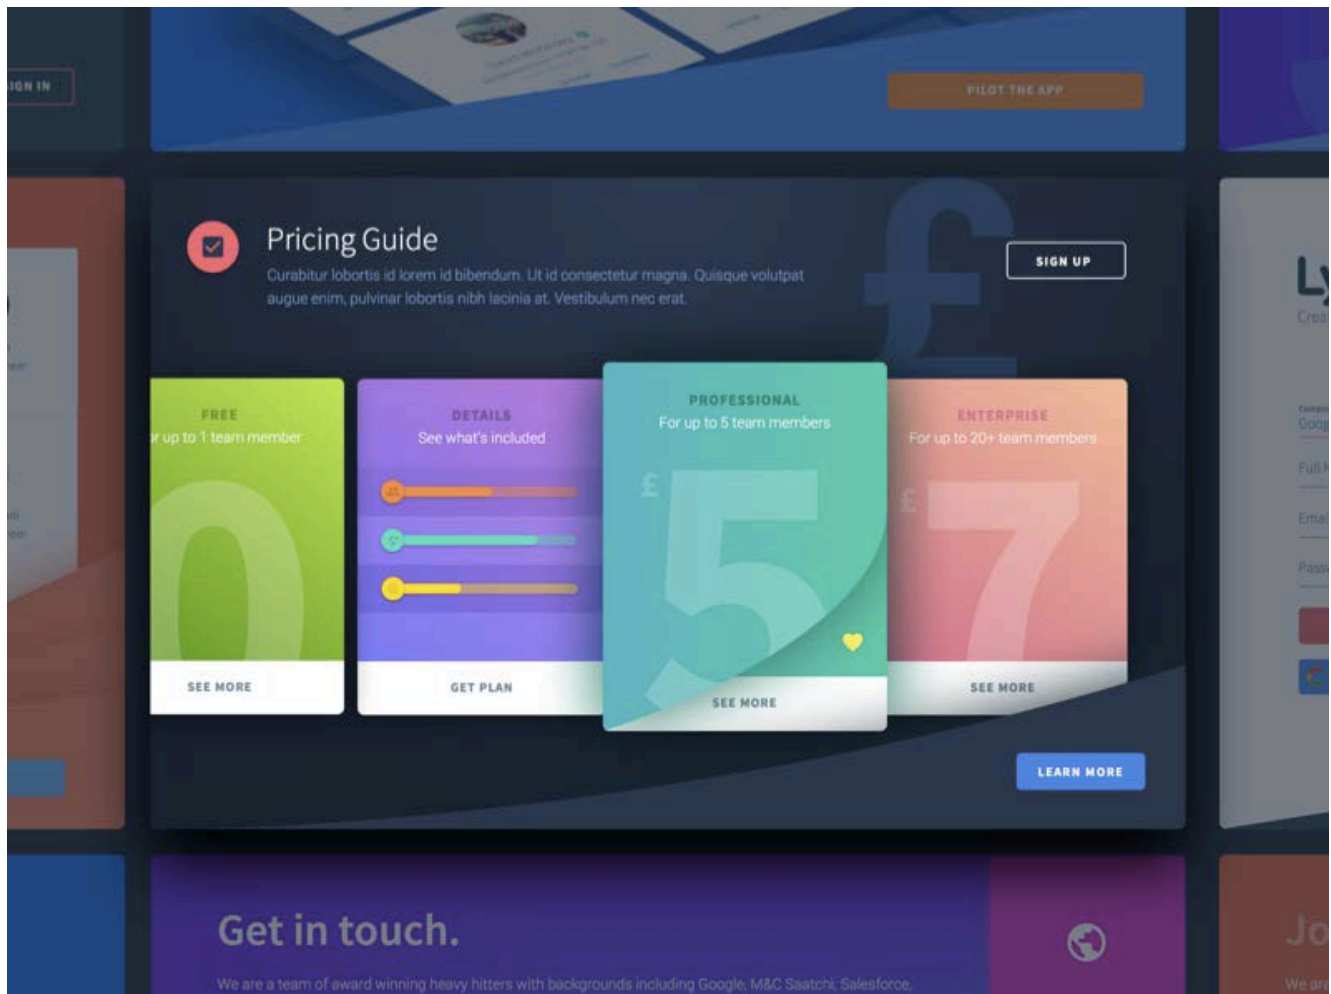 SIGN IN
PILOT THE APP
Pricing Guide
Curabitur lobortis id lorem id bibendum. Ut id consectetur magna. Quisque volutpat
augue enim, pulvinar lobortis nibh lacinia at. Vestibulum nec erat.
£
SIGN UP
FREE
up to 1 team member
0
SEE MORE
DETAILS
See what's included
GET PLAN
PROFESSIONAL
For up to 5 team members
£
5
SEE MORE
ENTERPRISE
For up to 20+ team members
£
7
SEE MORE
LEARN MORE
Ly
Crea
Goog
Full N
Emai
Passw
Get in touch.
We are a team of award winning heavy hitters with backgrounds including Google, M&C Saatchi, Salesforce,
Jo
We are